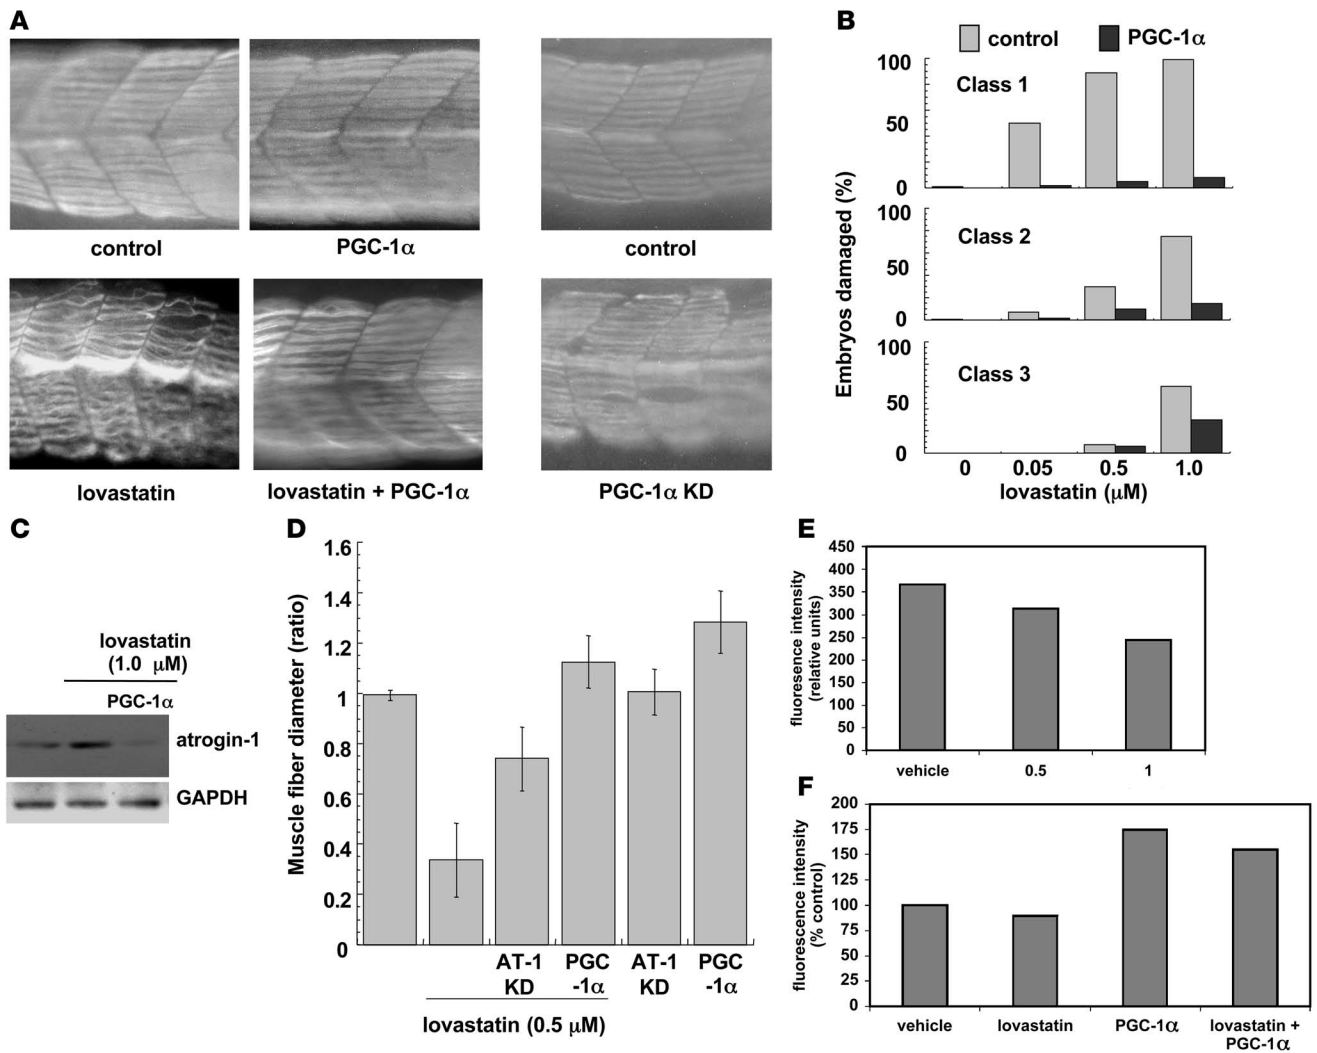 A
control
PGC-1α
control
lovastatin
lovastatin + PGC-1α
PGC-1α KD
B
control
PGC-1α
Embryos damaged (%)
100
Class 1
50
0
100
Class 2
50
0
100
Class 3
50
0
0
0.05
0.5
1.0
lovastatin (μM)
C
lovastatin
(1.0 μM)
PGC-1α
atrogin-1
GAPDH
D
Muscle fiber diameter (ratio)
1.6
1.4
1.2
1
0.8
0.6
0.4
0.2
0
AT-1
KD
PGC
-1α
AT-1
KD
PGC
-1α
lovastatin (0.5 μM)
E
fluoresence intensity
(relative units)
450
400
350
300
250
200
150
100
50
0
vehicle
0.5
1
F
fluorescence intensity
(% control)
200
175
150
125
100
75
50
25
0
vehicle
lovastatin
PGC-1α
lovastatin +
PGC-1α